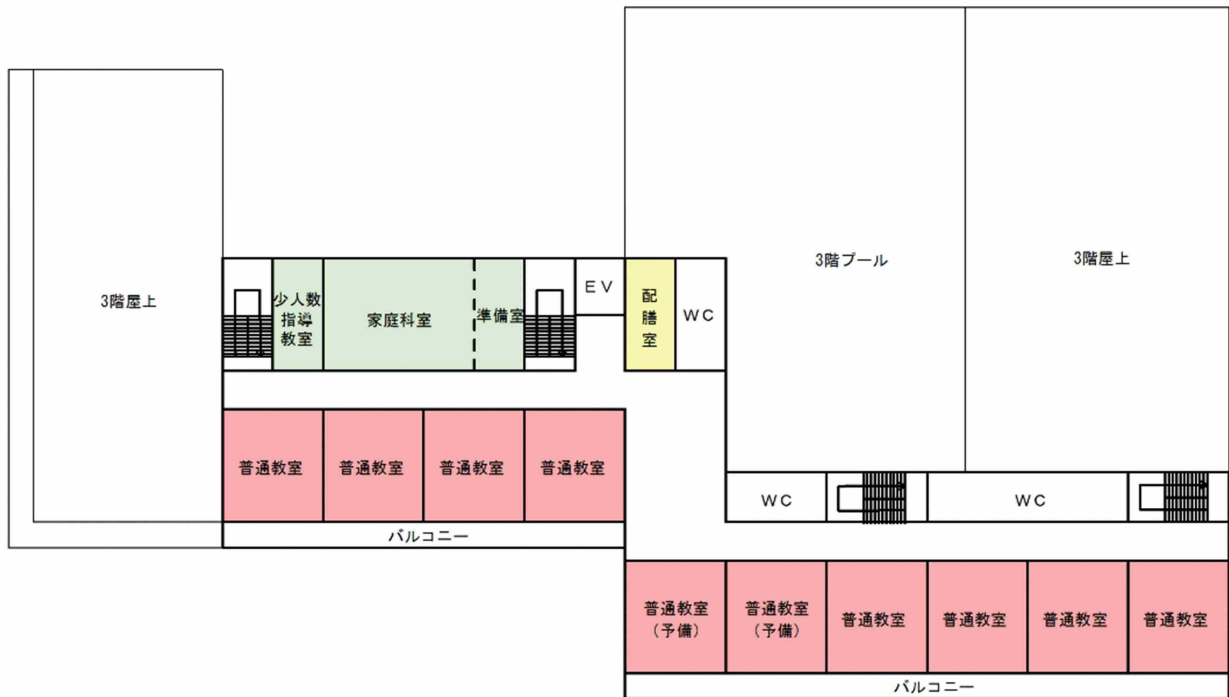 3階プール
3階屋上
3階屋上
少人数
指導
教室
家庭科室
準備室
EV
配
膳
室
WC
普通教室
普通教室
普通教室
普通教室
バルコニー
WC
WC
普通教室
(予備)
普通教室
(予備)
普通教室
普通教室
普通教室
普通教室
バルコニー